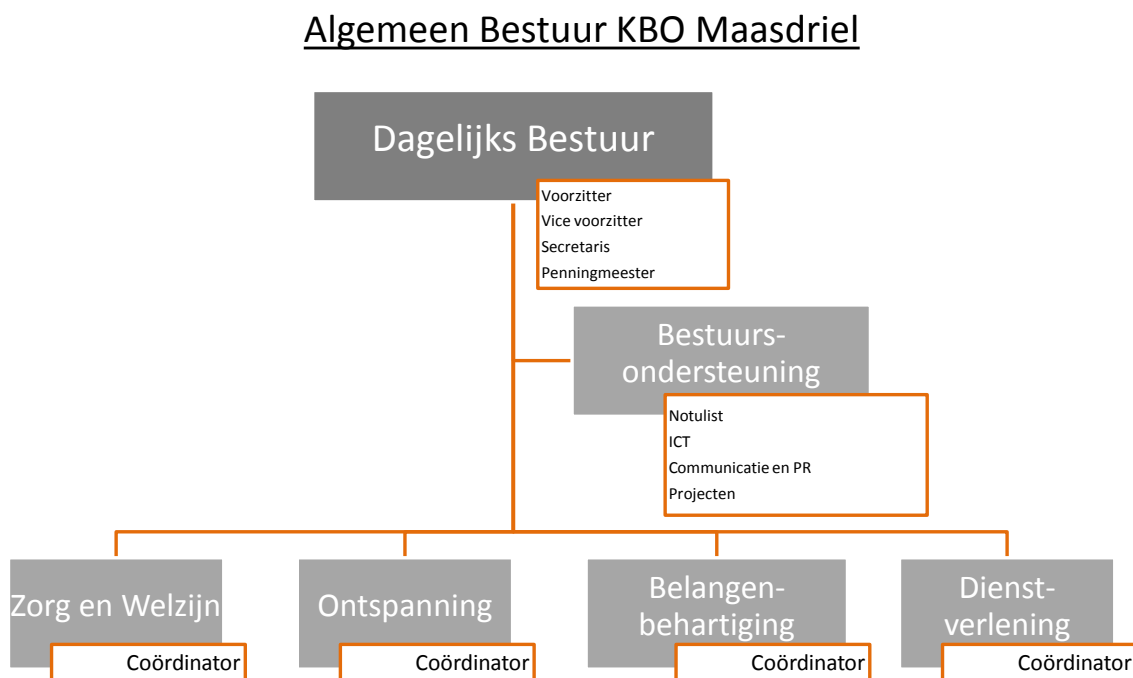 Algemeen Bestuur KBO Maasdriel
Dagelijks Bestuur
Voorzitter
Vice voorzitter
Secretaris
Penningmeester
Bestuurs-
ondersteuning
Notulist
ICT
Communicatie en PR
Projecten
Zorg en Welzijn
Coördinator
Ontspanning
Coördinator
Belangen-
behartiging
Coördinator
Dienst-
verlening
Coördinator